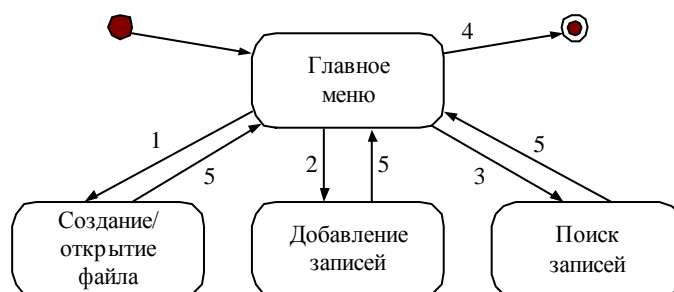 4
Главное
меню
1
5
2
5
3
5
Создание/
открытие
файла
Добавление
записей
Поиск
записей